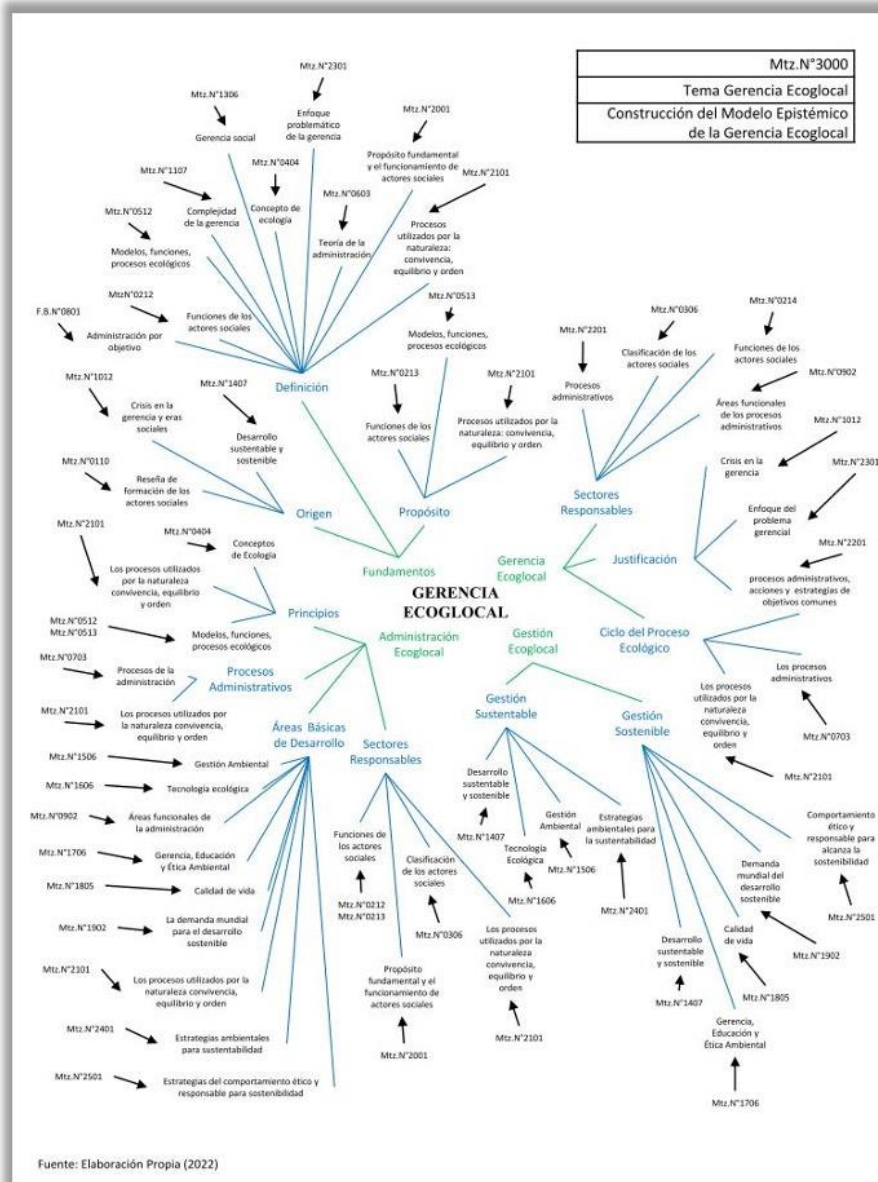 Mtz.N°3000
Tema Gerencia Ecoglocal
Construcción del Modelo Epistémico
de la Gerencia Ecoglocal
Mtz.N°2301
Enfoque
problemático
de la gerencia
Mtz.N°1306
Gerencia social
Mtz.N°2001
Propósito fundamental
y el funcionamiento de
actores sociales
Mtz.N°1107
Complejidad
de la gerencia
Mtz.N°0404
Concepto de
ecología
Mtz.N°0603
Teoría de la
administración
Mtz.N°2101
Procesos
utilizados por la
naturaleza:
convivencia,
equilibrio y orden
Mtz.N°0512
Modelos, funciones,
procesos ecológicos
MtzN°0212
Funciones de los
actores sociales
F.B.N°0801
Administración por
objetivo
Definición
Mtz.N°1012
Crisis en la
gerencia y eras
sociales
Mtz.N°1407
Desarrollo
sustentable y
sostenible
Mtz.N°0110
Reseña de
formación de los
actores sociales
Origen
Mtz.N°0513
Modelos, funciones,
procesos ecológicos
Mtz.N°0213
Funciones de los
actores sociales
Mtz.N°2101
Procesos utilizados por la
naturaleza: convivencia,
equilibrio y orden
Propósito
Fundamentos
Mtz.N°2201
Procesos
administrativos
Mtz.N°0306
Clasificación de los
actores sociales
Mtz.N°0214
Funciones de los
actores sociales
Mtz.N°0902
Áreas funcionales
de los procesos
administrativos
Sectores
Responsables
Mtz.N°1012
Crisis en la
gerencia
Mtz.N°2301
Enfoque del
problema
gerencial
Mtz.N°2201
procesos administrativos,
acciones y estrategias de
objetivos comunes
Justificación
Gerencia
Ecoglocal
Ciclo del Proceso
Ecológico
Los procesos
administrativos
Mtz.N°0703
Los procesos
utilizados por la
naturaleza
convivencia,
equilibrio y
orden
Mtz.N°2101
GERENCIA
ECOGLOCAL
Mtz.N°2101
Los procesos utilizados
por la naturaleza
convivencia, equilibrio
y orden
Mtz.N°0404
Conceptos
de Ecología
Mtz.N°0512
Mtz.N°0513
Modelos, funciones,
procesos ecológicos
Principios
Administración
Ecoglocal
Mtz.N°0703
Procesos de la
administración
Mtz.N°2101
Los procesos utilizados por
la naturaleza convivencia,
equilibrio y orden
Procesos
Administrativos
Áreas Básicas
de Desarrollo
Mtz.N°1506
Gestión Ambiental
Mtz.N°1606
Tecnología ecológica
Mtz.N°0902
Áreas funcionales de
la administración
Mtz.N°1706
Gerencia, Educación
y Ética Ambiental
Mtz.N°1805
Calidad de vida
Mtz.N°1902
La demanda mundial
para el desarrollo
sostenible
Mtz.N°2101
Los procesos utilizados por la
naturaleza convivencia,
equilibrio y orden
Mtz.N°2401
Estrategias ambientales
para sustentabilidad
Mtz.N°2501
Estrategias del comportamiento ético y
responsable para sostenibilidad
Sectores
Responsables
Funciones de
los actores
sociales
Mtz.N°0212
Mtz.N°0213
Clasificación
de los actores
sociales
Mtz.N°0306
Propósito
fundamental y el
funcionamiento de
actores sociales
Mtz.N°2001
Los procesos
utilizados por la
naturaleza
convivencia,
equilibrio y
orden
Mtz.N°2101
Gestión
Ecoglocal
Gestión
Sustentable
Desarrollo
sustentable
y sostenible
Mtz.N°1407
Tecnología
Ecológica
Mtz.N°1606
Gestión
Ambiental
Mtz.N°1506
Estrategias
ambientales para
la sustentabilidad
Mtz.N°2401
Gestión
Sostenible
Desarrollo
sustentable
y sostenible
Mtz.N°1407
Gerencia,
Educación y
Ética Ambiental
Mtz.N°1706
Calidad
de vida
Mtz.N°1805
Demanda
mundial del
desarrollo
sostenible
Mtz.N°1902
Comportamiento
ético y
responsable para
alcanza la
sostenibilidad
Mtz.N°2501
Fuente: Elaboración Propia (2022)